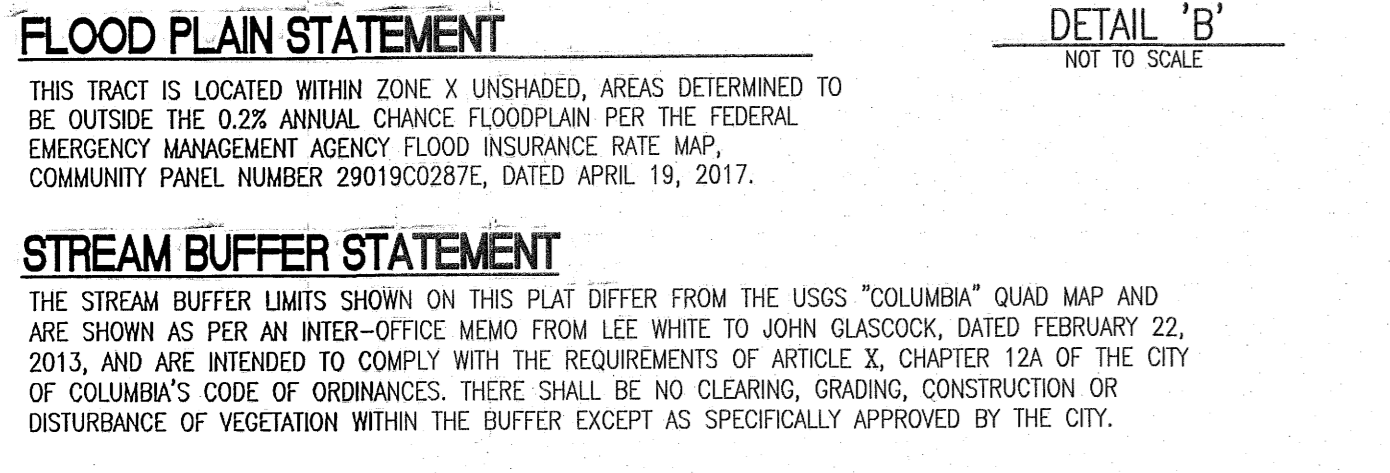 FLOOD PLAIN STATEMENT
THIS TRACT IS LOCATED WITHIN ZONE X UNSHADED, AREAS DETERMINED TO
BE OUTSIDE THE 0.2% ANNUAL CHANCE FLOODPLAIN PER THE FEDERAL
EMERGENCY MANAGEMENT AGENCY FLOOD INSURANCE RATE MAP,
COMMUNITY PANEL NUMBER 29019C0287E, DATED APRIL 19, 2017.
DETAIL 'B'
NOT TO SCALE
STREAM BUFFER STATEMENT
THE STREAM BUFFER LIMITS SHOWN ON THIS PLAT DIFFER FROM THE USGS "COLUMBIA" QUAD MAP AND
ARE SHOWN AS PER AN INTER-OFFICE MEMO FROM LEE WHITE TO JOHN GLASCOCK, DATED FEBRUARY 22,
2013, AND ARE INTENDED TO COMPLY WITH THE REQUIREMENTS OF ARTICLE X, CHAPTER 12A OF THE CITY
OF COLUMBIA'S CODE OF ORDINANCES. THERE SHALL BE NO CLEARING, GRADING, CONSTRUCTION OR
DISTURBANCE OF VEGETATION WITHIN THE BUFFER EXCEPT AS SPECIFICALLY APPROVED BY THE CITY.